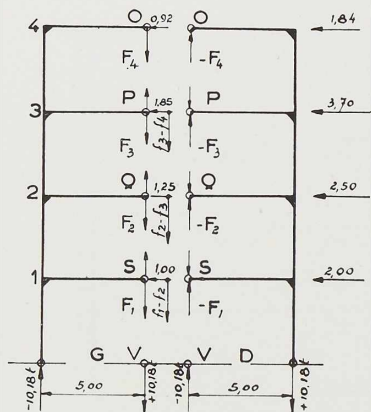 4 O 0,92 O 1,84
F₄ -F₄
3 P 1,85 P 3,70
F₃ f₃-f₄ -F₃
2 Q 1,25 Q 2,50
F₂ f₂-f₃ -F₂
1 S 1,00 S 2,00
F₁ f₁-f₂ -F₁
G V V D
-10,18t 5,00 +10,18t -10,18t 5,00 +10,18t